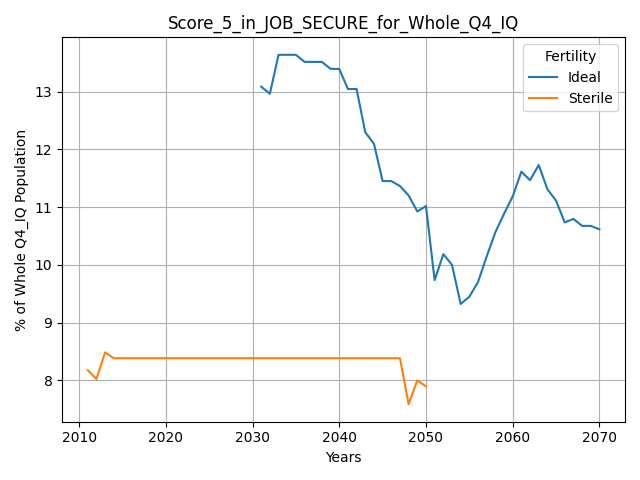 Score_5_in_JOB_SECURE_for_Whole_Q4_IQ
Fertility
Ideal
Sterile
% of Whole Q4_IQ Population
13
12
11
10
9
8
2010 2020 2030 2040 2050 2060 2070
Years